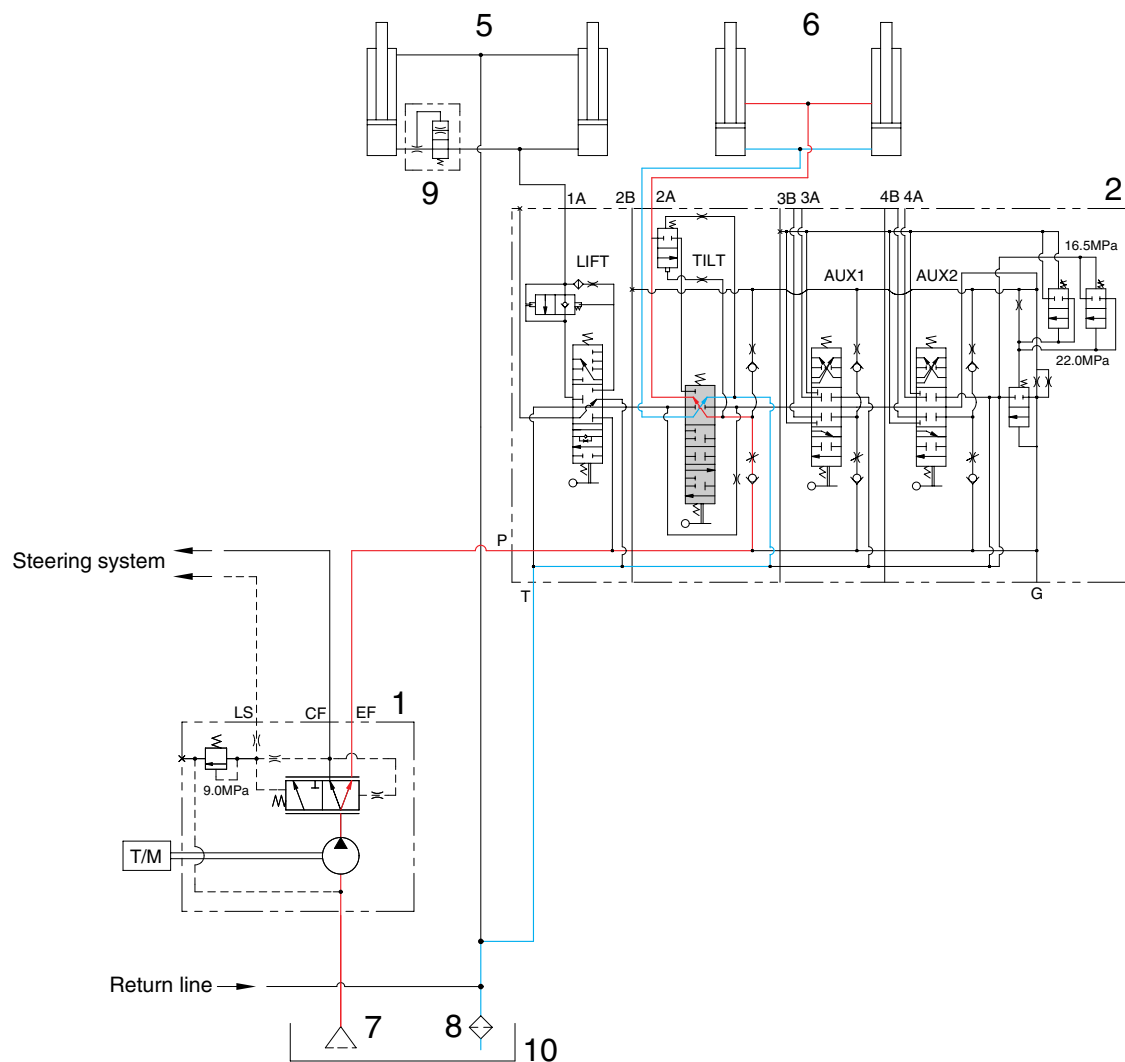 5
6
9
1A
2B
2A
3B
3A
4B
4A
2
16.5MPa
LIFT
TILT
AUX1
AUX2
22.0MPa
P
Steering system
T
G
1
LS
CF
EF
9.0MPa
T/M
Return line
7
8
10